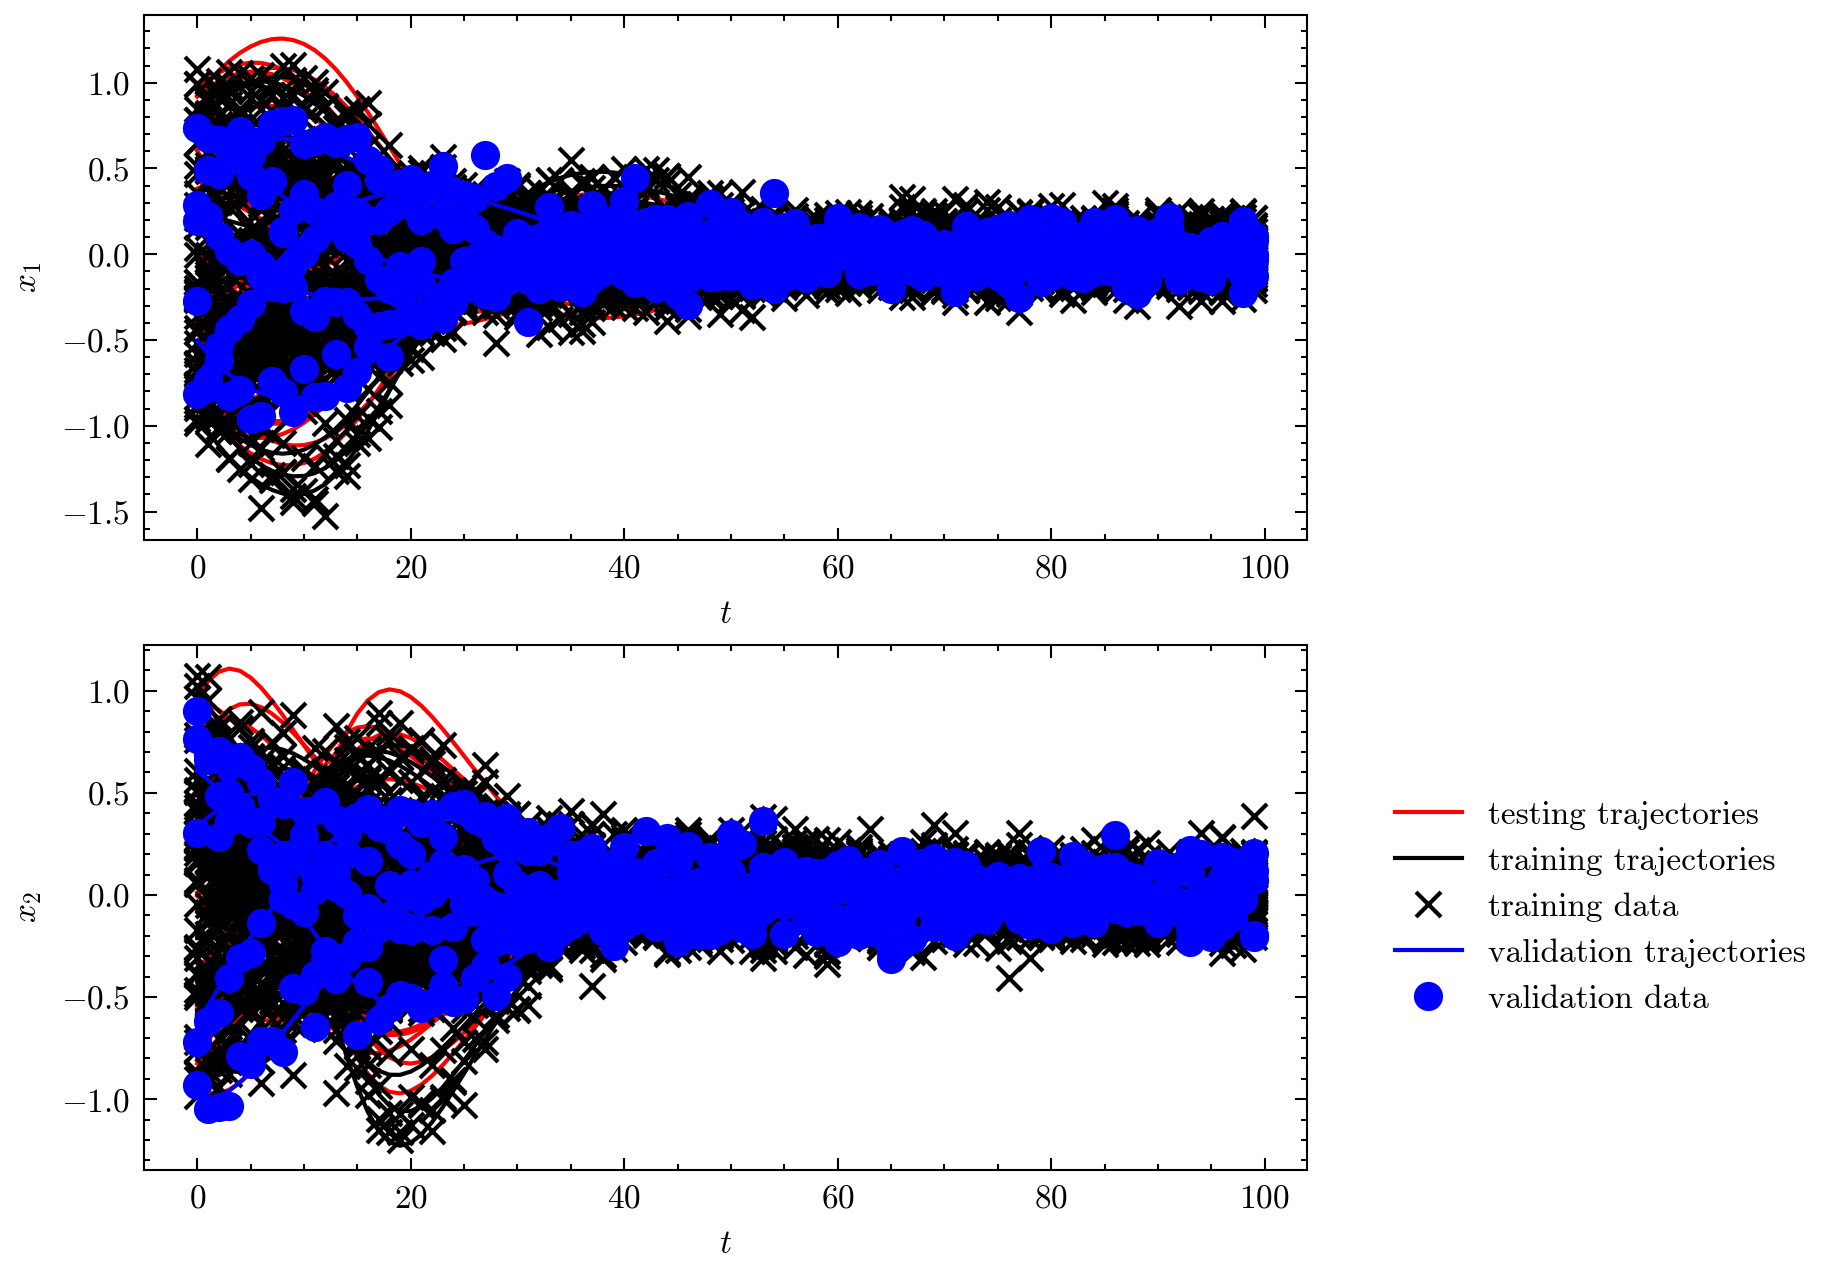 1.0
0.5
0.0
−0.5
−1.0
−1.5
x₁
0 20 40 60 80 100
t
1.0
0.5
0.0
−0.5
−1.0
x₂
0 20 40 60 80 100
t
testing trajectories
training trajectories
training data
validation trajectories
validation data